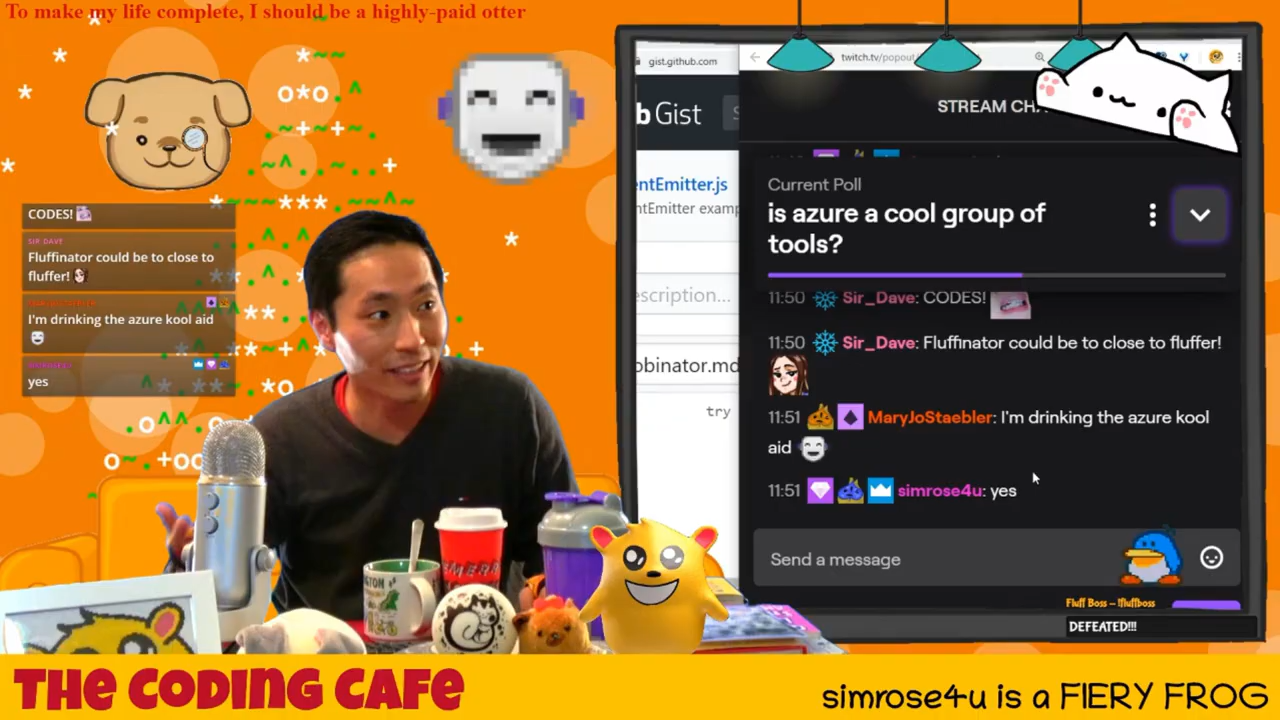 To make my life complete, I should be a highly-paid otter
CODES!
SIR_DAVE
Fluffinator could be to close to
fluffer!
I'm drinking the azure kool aid
yes
gist.github.com
twitch.tv/popout
b Gist
STREAM CHA
entEmitter.js
entEmitter examp
escription...
obinator.md
try
Current Poll
is azure a cool group of
tools?
11:50 Sir_Dave: CODES!
11:50 Sir_Dave: Fluffinator could be to close to fluffer!
11:51 MaryJoStaebler: I'm drinking the azure kool
aid
11:51 simrose4u: yes
Send a message
Fluff Boss - !fluffboss
DEFEATED!!!
THE CODING CAFE
simrose4u is a FIERY FROG